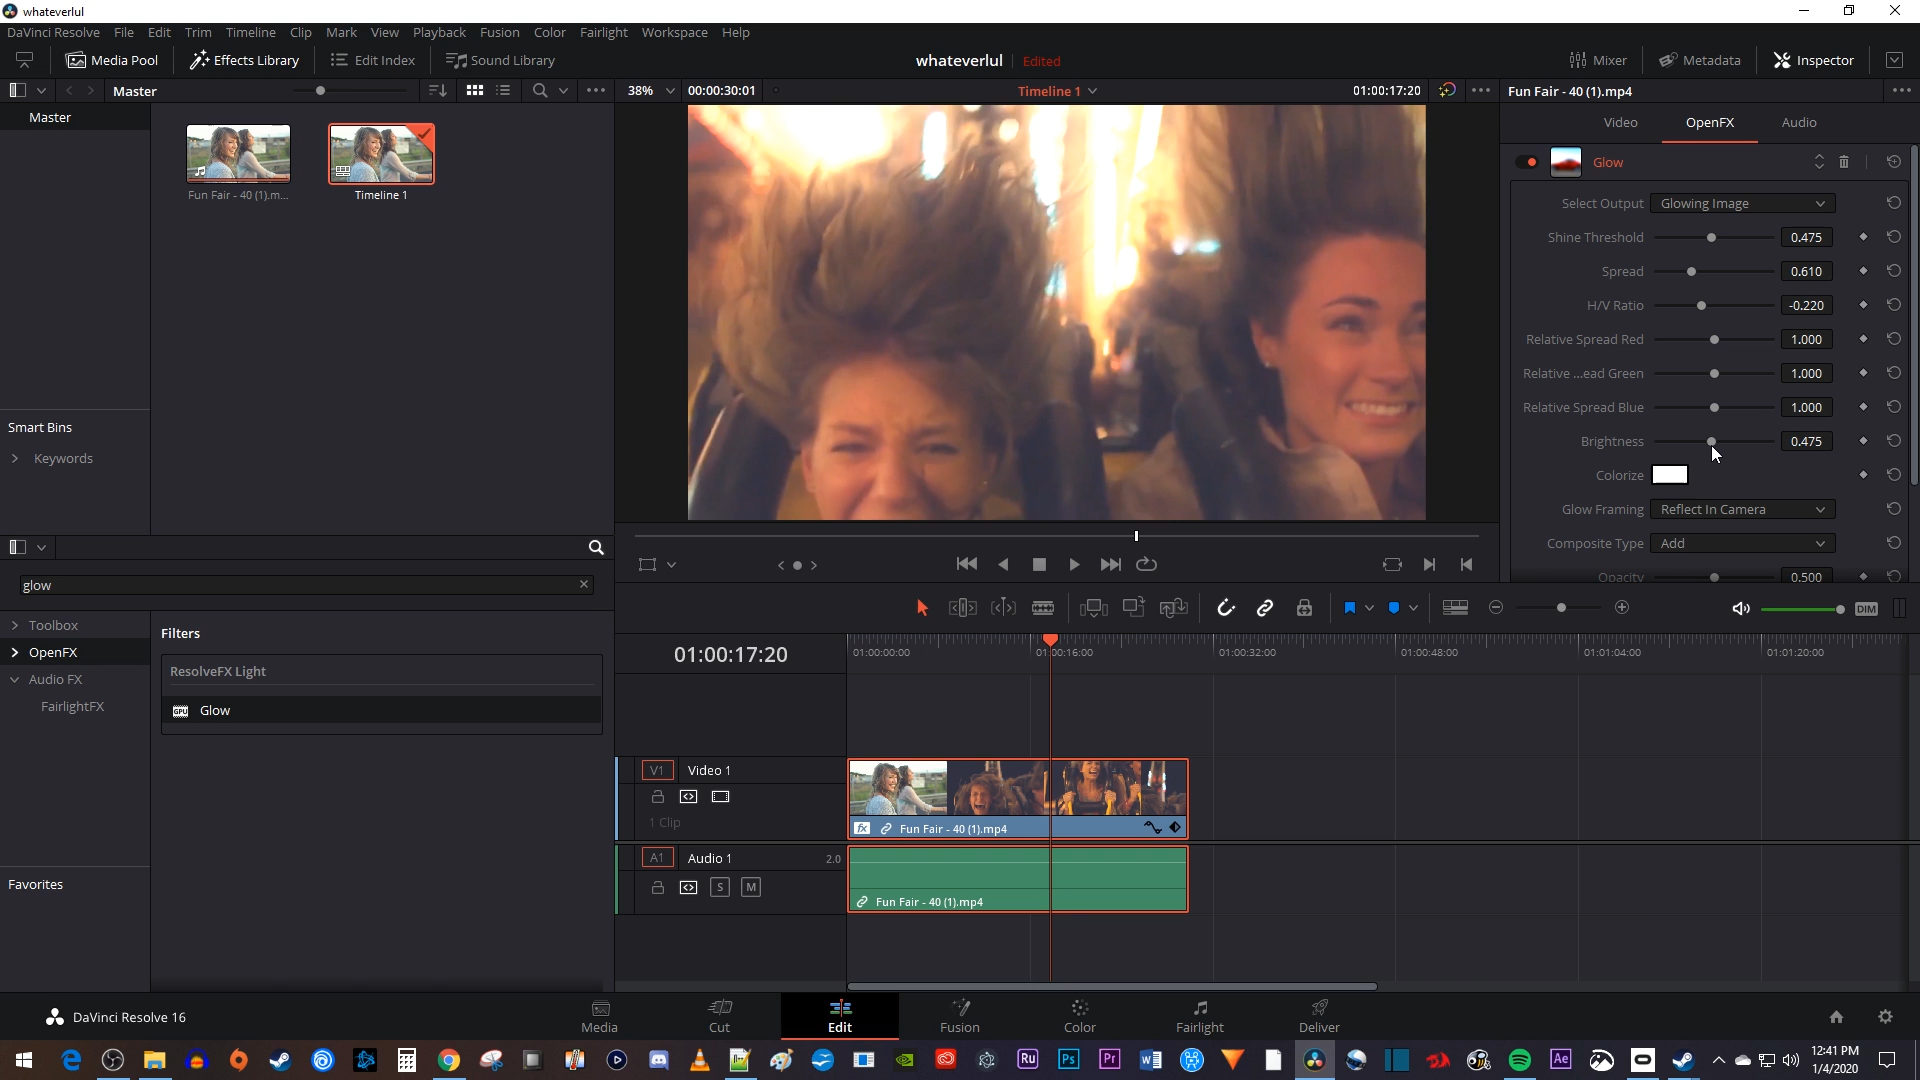 whateverlul
DaVinci Resolve File Edit Trim Timeline Clip Mark View Playback Fusion Color Fairlight Workspace Help
Media Pool Effects Library Edit Index Sound Library whateverlul Edited Mixer Metadata Inspector
Master 38% 00:00:30:01 Timeline 1 01:00:17:20 Fun Fair - 40 (1).mp4
Master
Fun Fair - 40 (1).m...
Timeline 1
Smart Bins
Keywords
Video OpenFX Audio
Glow
Select Output Glowing Image
Shine Threshold 0.475
Spread 0.610
H/V Ratio -0.220
Relative Spread Red 1.000
Relative ...ead Green 1.000
Relative Spread Blue 1.000
Brightness 0.475
Colorize
Glow Framing Reflect In Camera
Composite Type Add
Opacity 0.500
glow
Toolbox
OpenFX
Audio FX
FairlightFX
Favorites
Filters
ResolveFX Light
GPU Glow
DIM
01:00:17:20 01:00:00:00 01:00:16:00 01:00:32:00 01:00:48:00 01:01:04:00 01:01:20:00
V1 Video 1
1 Clip
fx Fun Fair - 40 (1).mp4
A1 Audio 1 2.0
S M
Fun Fair - 40 (1).mp4
DaVinci Resolve 16
Media Cut Edit Fusion Color Fairlight Deliver
Ru Ps Pr Ae
12:41 PM
1/4/2020